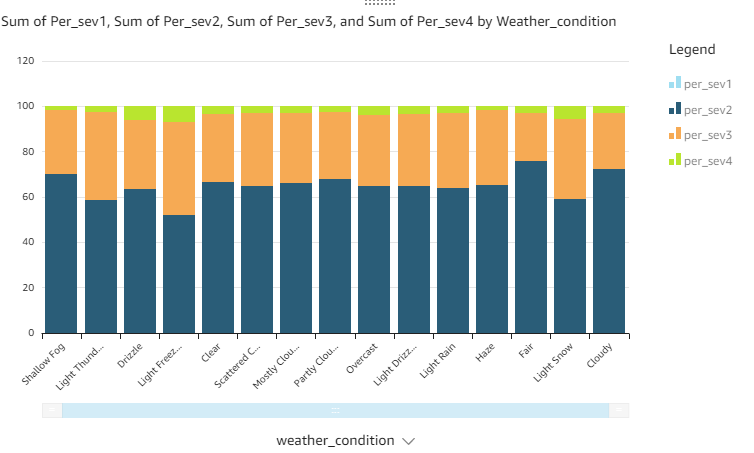 Sum of Per_sev1, Sum of Per_sev2, Sum of Per_sev3, and Sum of Per_sev4 by Weather_condition
Legend
per_sev1
per_sev2
per_sev3
per_sev4
120
100
80
60
40
20
0
Shallow Fog
Light Thund...
Drizzle
Light Freez...
Clear
Scattered C...
Mostly Clou...
Partly Clou...
Overcast
Light Drizz...
Light Rain
Haze
Fair
Light Snow
Cloudy
weather_condition